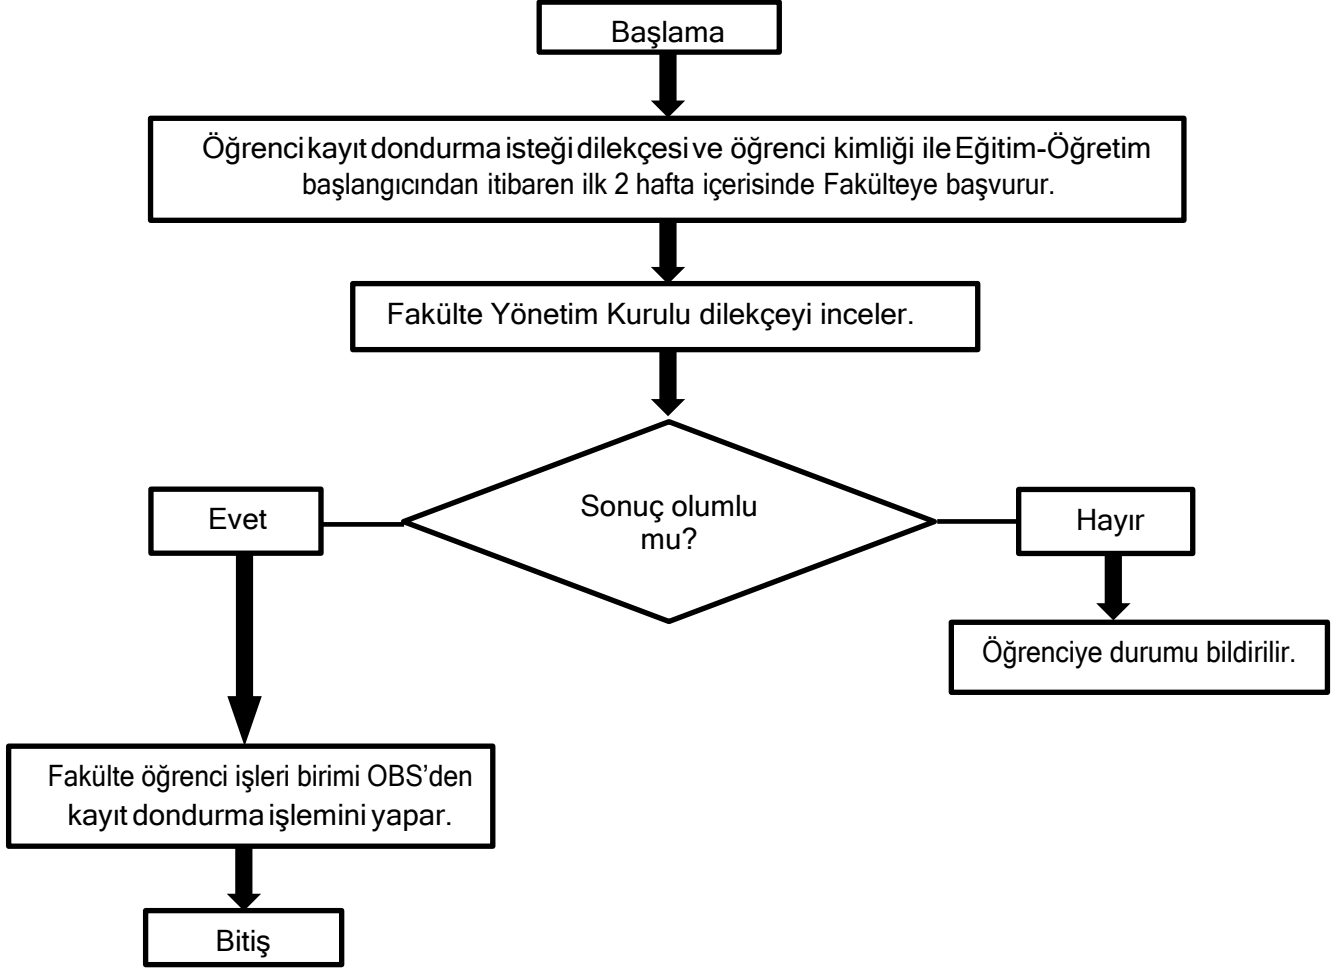 Başlama
Öğrenci kayıt dondurma isteği dilekçesi ve öğrenci kimliği ile Eğitim-Öğretim
başlangıcından itibaren ilk 2 hafta içerisinde Fakülteye başvurur.
Fakülte Yönetim Kurulu dilekçeyi inceler.
Sonuç olumlu
mu?
Evet
Hayır
Öğrenciye durumu bildirilir.
Fakülte öğrenci işleri birimi OBS’den
kayıt dondurma işlemini yapar.
Bitiş